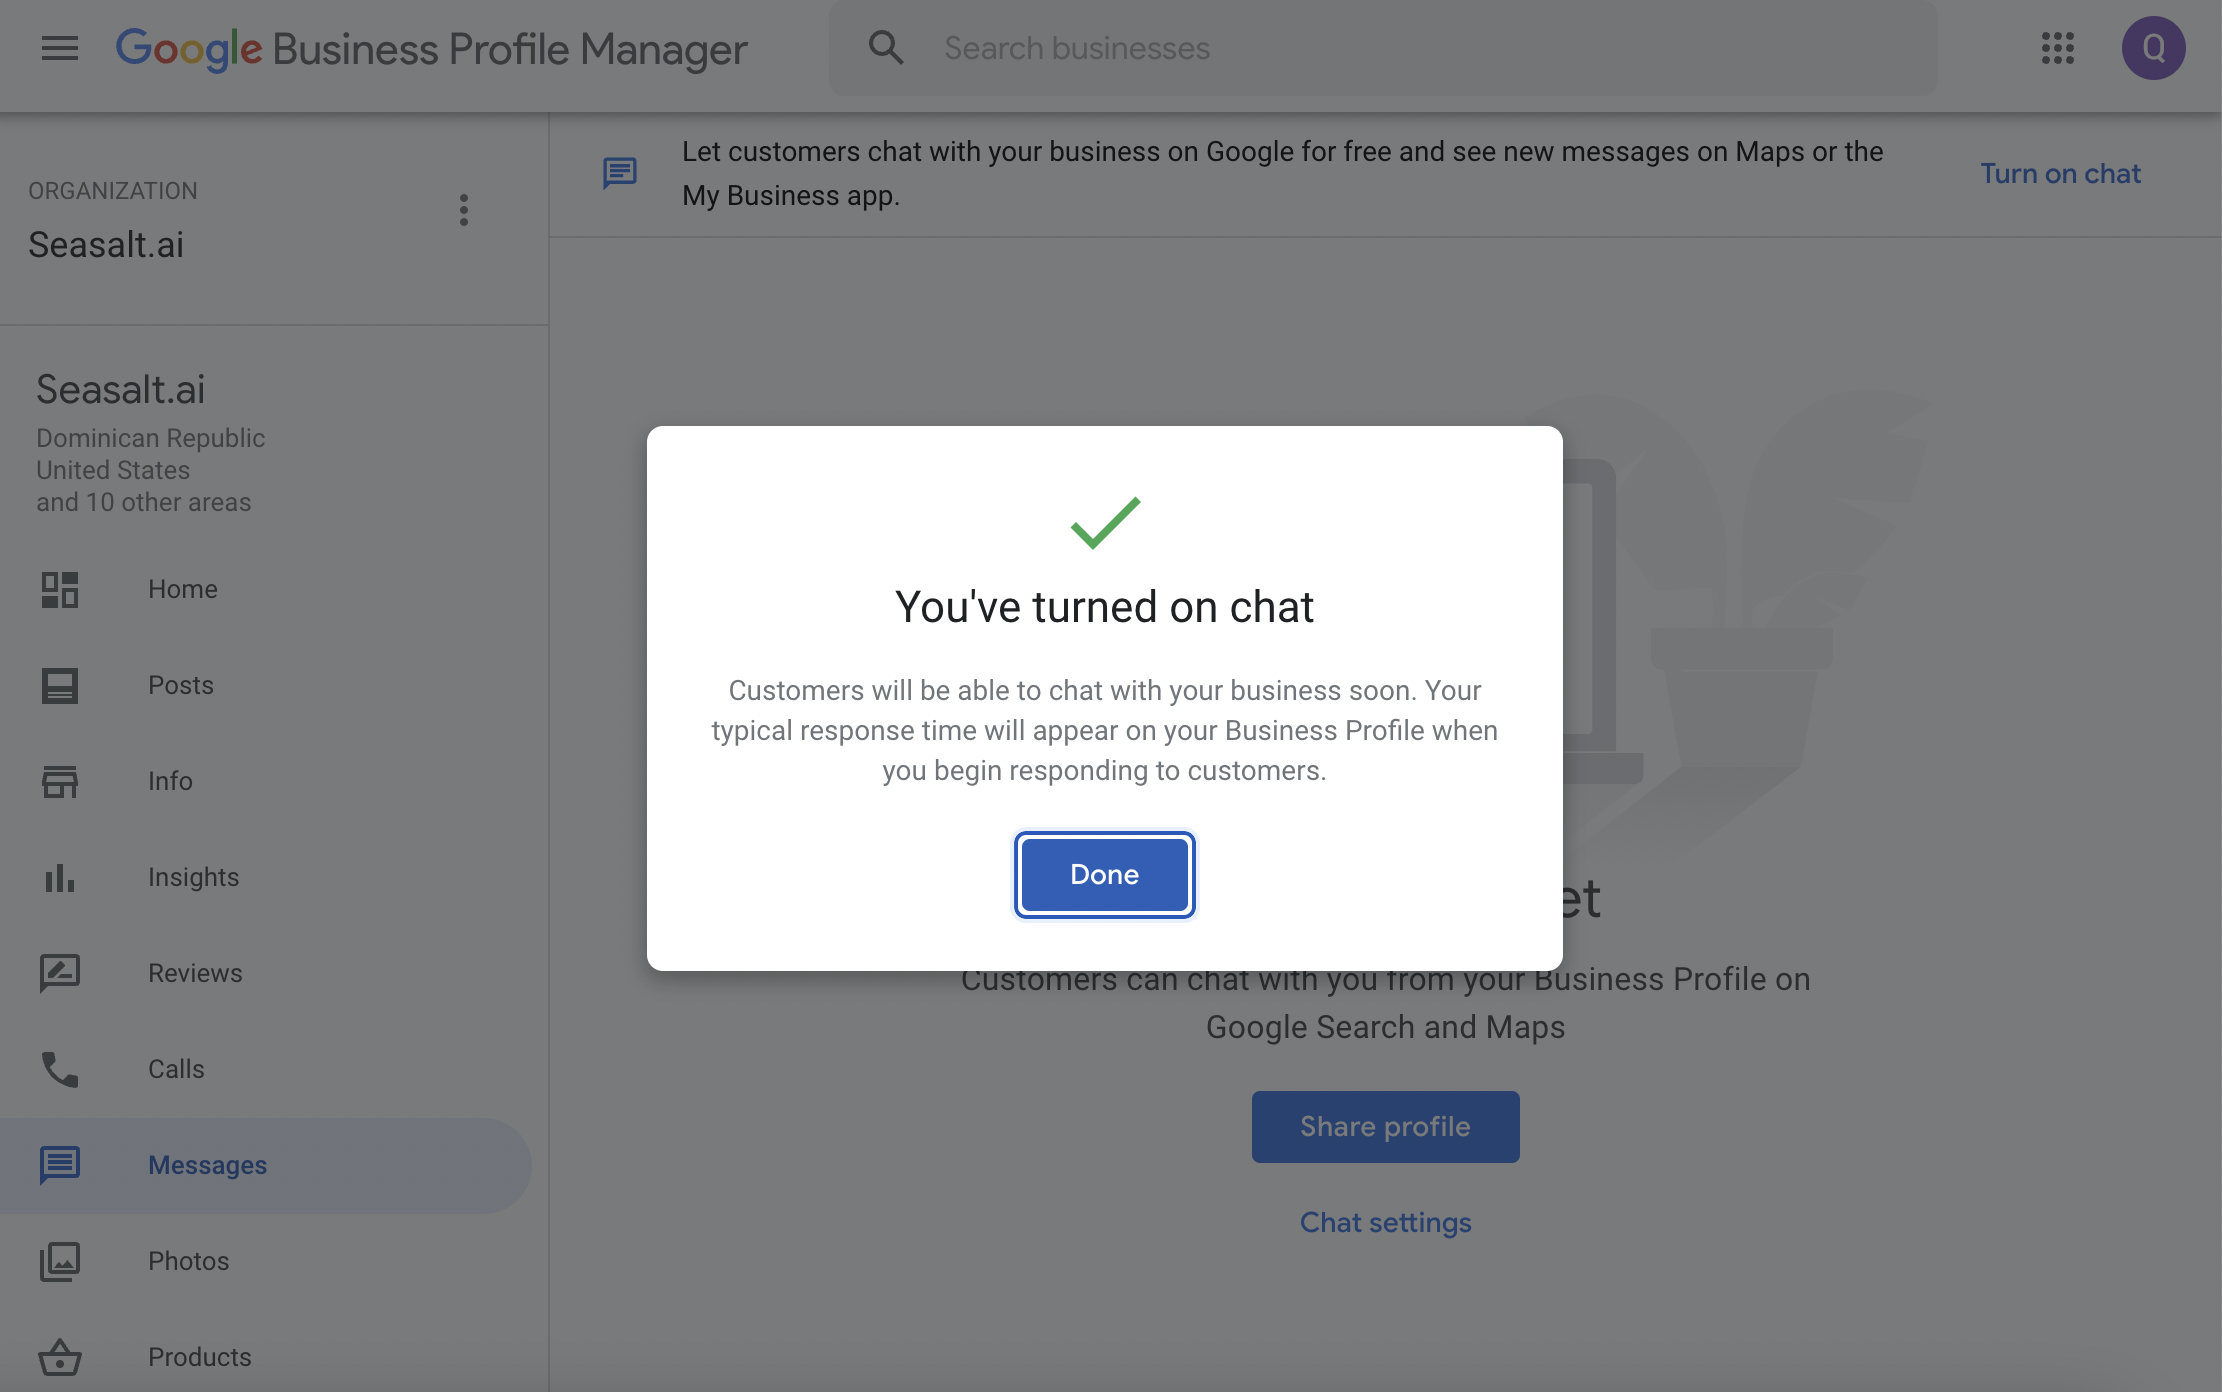 Google Business Profile Manager
Search businesses
Q
ORGANIZATION
Seasalt.ai
Let customers chat with your business on Google for free and see new messages on Maps or the
My Business app.
Turn on chat
Seasalt.ai
Dominican Republic
United States
and 10 other areas
Home
Posts
Info
Insights
Reviews
Calls
Messages
Photos
Products
You've turned on chat
Customers will be able to chat with your business soon. Your
typical response time will appear on your Business Profile when
you begin responding to customers.
Done
et
Customers can chat with you from your Business Profile on
Google Search and Maps
Share profile
Chat settings